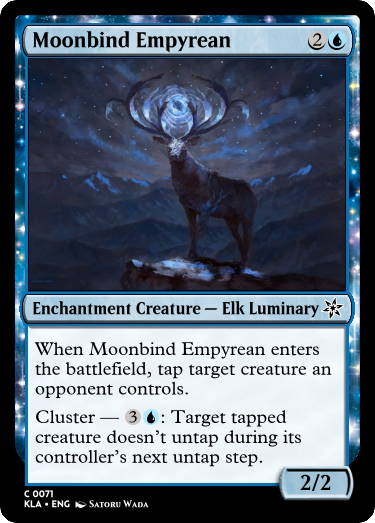 Moonbind Empyrean 2
Enchantment Creature — Elk Luminary
When Moonbind Empyrean enters
the battlefield, tap target creature an
opponent controls.
Cluster — 3 : Target tapped
creature doesn't untap during its
controller's next untap step.
2/2
C 0071
KLA • ENG Satoru Wada